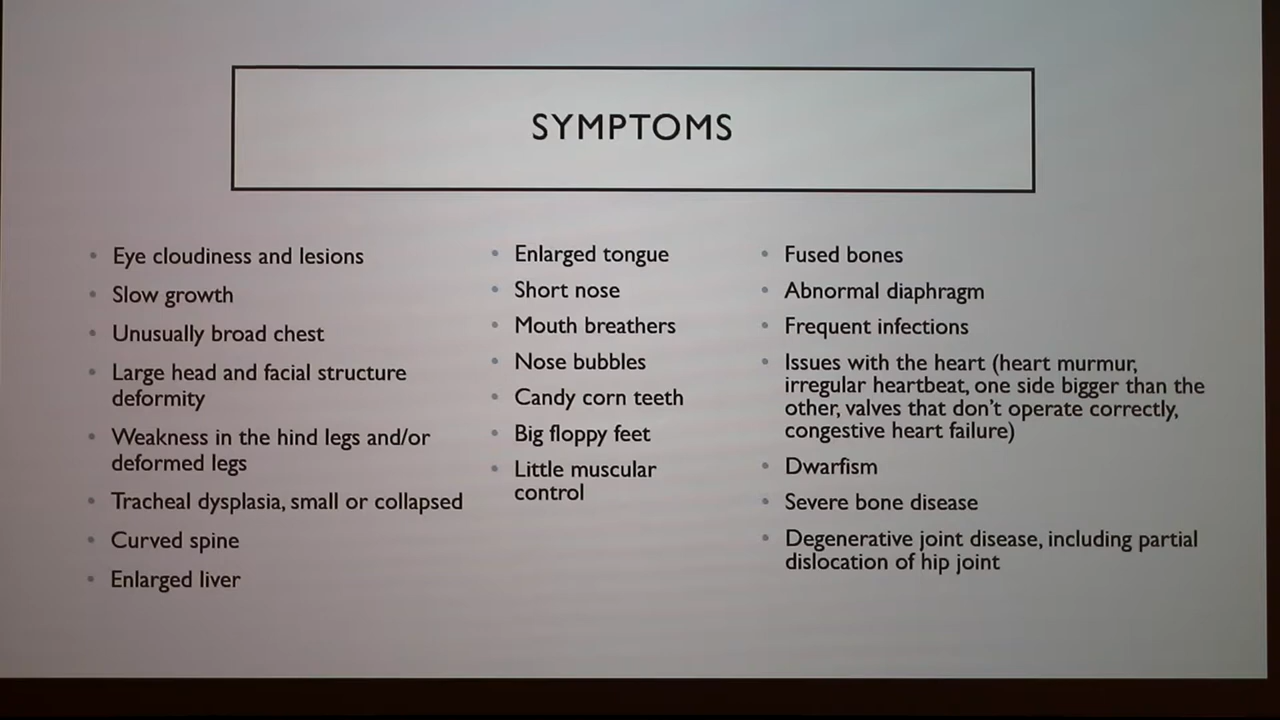 SYMPTOMS
Eye cloudiness and lesions
Slow growth
Unusually broad chest
Large head and facial structure
deformity
Weakness in the hind legs and/or
deformed legs
Tracheal dysplasia, small or collapsed
Curved spine
Enlarged liver
Enlarged tongue
Short nose
Mouth breathers
Nose bubbles
Candy corn teeth
Big floppy feet
Little muscular
control
Fused bones
Abnormal diaphragm
Frequent infections
Issues with the heart (heart murmur,
irregular heartbeat, one side bigger than the
other, valves that don't operate correctly,
congestive heart failure)
Dwarfism
Severe bone disease
Degenerative joint disease, including partial
dislocation of hip joint